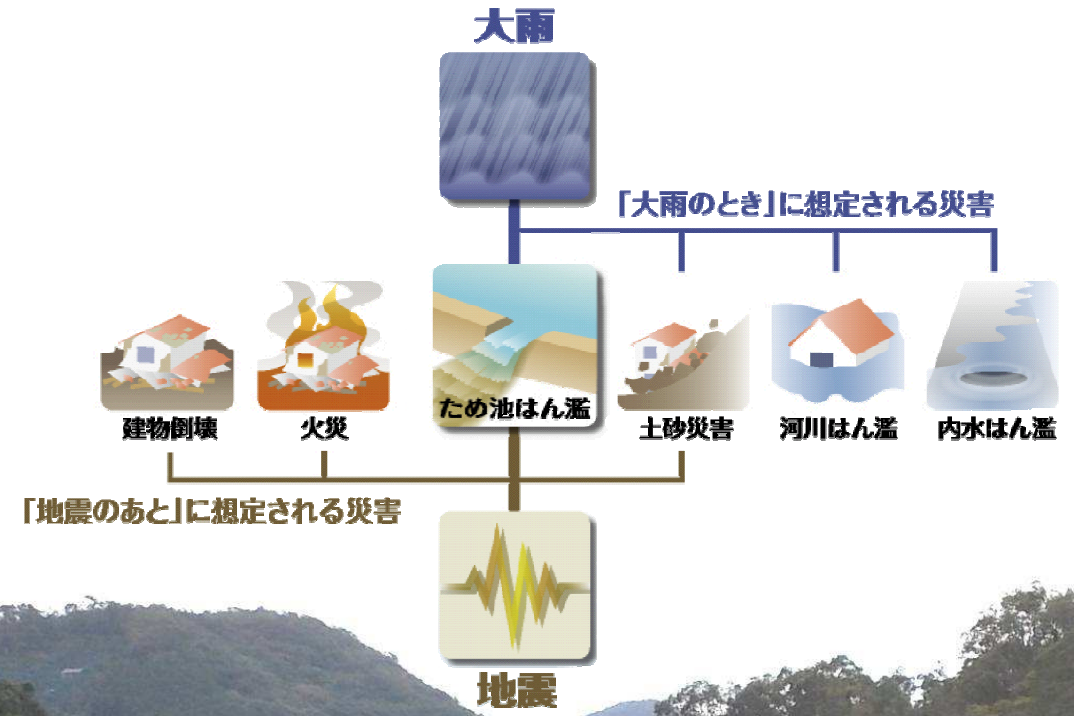 大雨
「大雨のとき」に想定される災害
建物倒壊
火災
ため池はん濫
土砂災害
河川はん濫
内水はん濫
「地震のあと」に想定される災害
地震